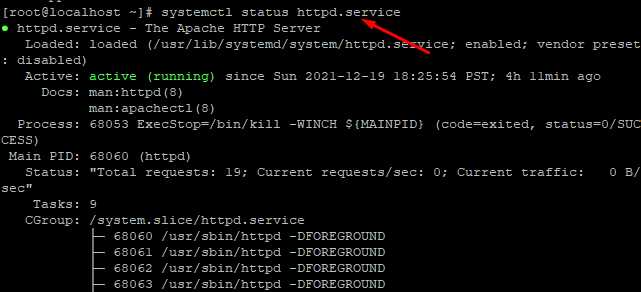 [root@localhost ~]# systemctl status httpd.service
● httpd.service - The Apache HTTP Server
Loaded: loaded (/usr/lib/systemd/system/httpd.service; enabled; vendor preset
: disabled)
Active: active (running) since Sun 2021-12-19 18:25:54 PST; 4h 11min ago
Docs: man:httpd(8)
man:apachectl(8)
Process: 68053 ExecStop=/bin/kill -WINCH ${MAINPID} (code=exited, status=0/SUC
CESS)
Main PID: 68060 (httpd)
Status: "Total requests: 19; Current requests/sec: 0; Current traffic:   0 B/
sec"
Tasks: 9
CGroup: /system.slice/httpd.service
├─ 68060 /usr/sbin/httpd -DFOREGROUND
├─ 68061 /usr/sbin/httpd -DFOREGROUND
├─ 68062 /usr/sbin/httpd -DFOREGROUND
├─ 68063 /usr/sbin/httpd -DFOREGROUND